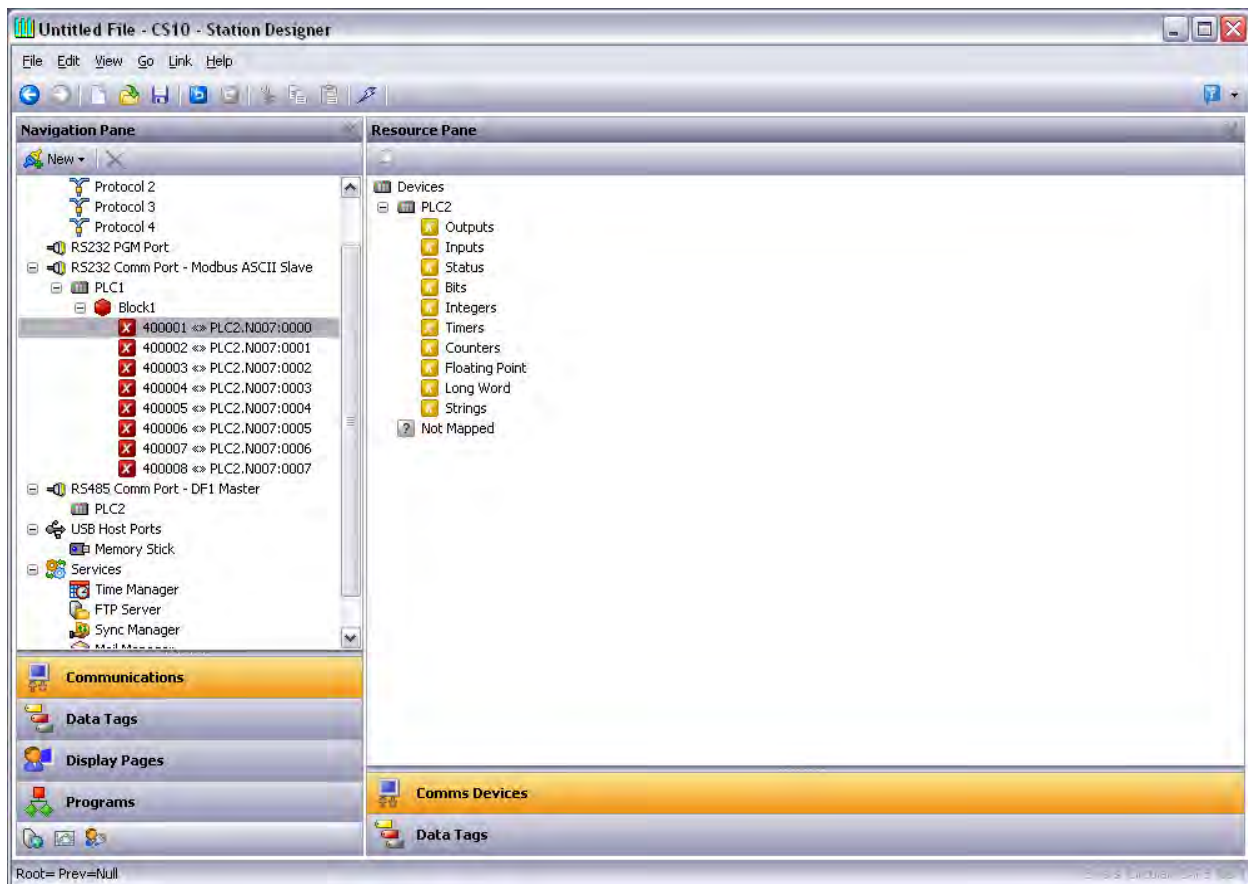 Untitled File - CS10 - Station Designer
File Edit View Go Link Help
Navigation Pane
New
Protocol 2
Protocol 3
Protocol 4
RS232 PGM Port
RS232 Comm Port - Modbus ASCII Slave
PLC1
Block1
400001 «» PLC2.N007:0000
400002 «» PLC2.N007:0001
400003 «» PLC2.N007:0002
400004 «» PLC2.N007:0003
400005 «» PLC2.N007:0004
400006 «» PLC2.N007:0005
400007 «» PLC2.N007:0006
400008 «» PLC2.N007:0007
RS485 Comm Port - DF1 Master
PLC2
USB Host Ports
Memory Stick
Services
Time Manager
FTP Server
Sync Manager
Mail Manager
Communications
Data Tags
Display Pages
Programs
Resource Pane
Devices
PLC2
Outputs
Inputs
Status
Bits
Integers
Timers
Counters
Floating Point
Long Word
Strings
Not Mapped
Comms Devices
Data Tags
Root= Prev=Null